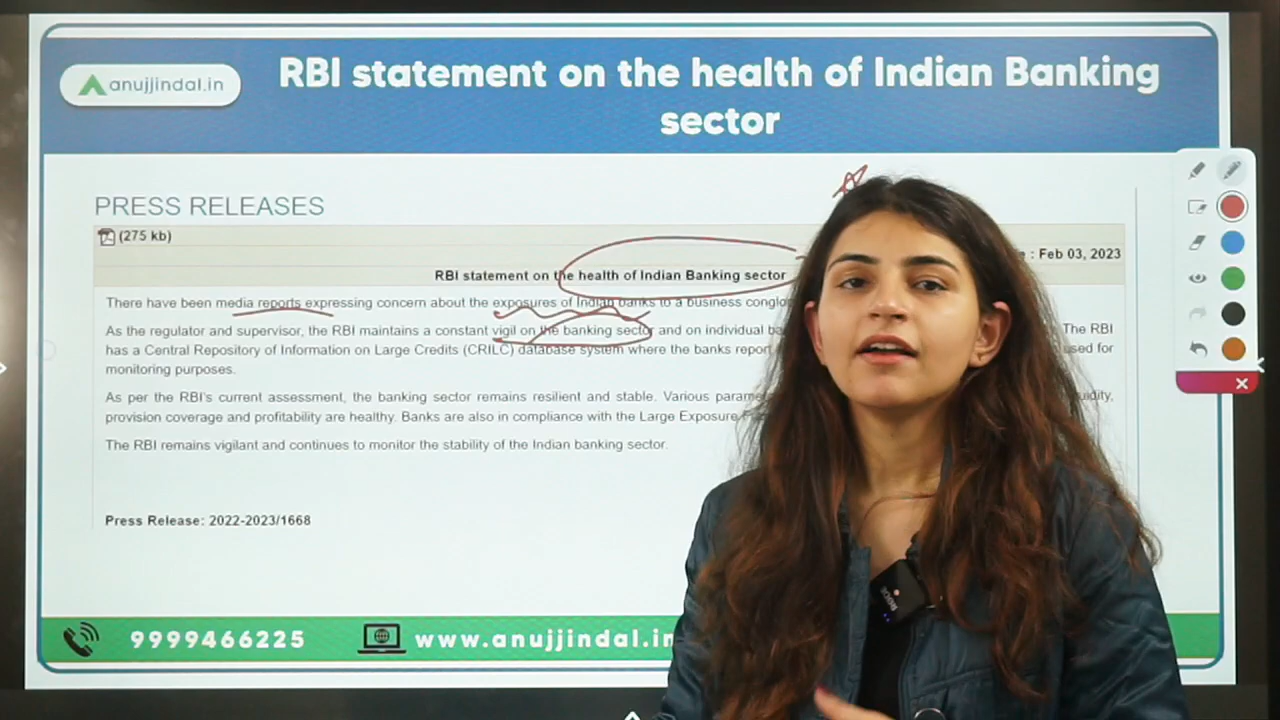 anujjindal.in
RBI statement on the health of Indian Banking
sector
PRESS RELEASES
(275 kb)
: Feb 03, 2023
RBI statement on the health of Indian Banking sector
There have been media reports expressing concern about the exposures of Indian banks to a business
As the regulator and supervisor, the RBI maintains a constant vigil on the banking sector and on individual The RBI
has a Central Repository of Information on Large Credits (CRILC) database system where the banks report used for
monitoring purposes.
As per the RBI's current assessment, the banking sector remains resilient and stable. Various
provision coverage and profitability are healthy. Banks are also in compliance with the Large Exposure
The RBI remains vigilant and continues to monitor the stability of the Indian banking sector.
Press Release: 2022-2023/1668
9999466225 www.anujjindal.in
RODE